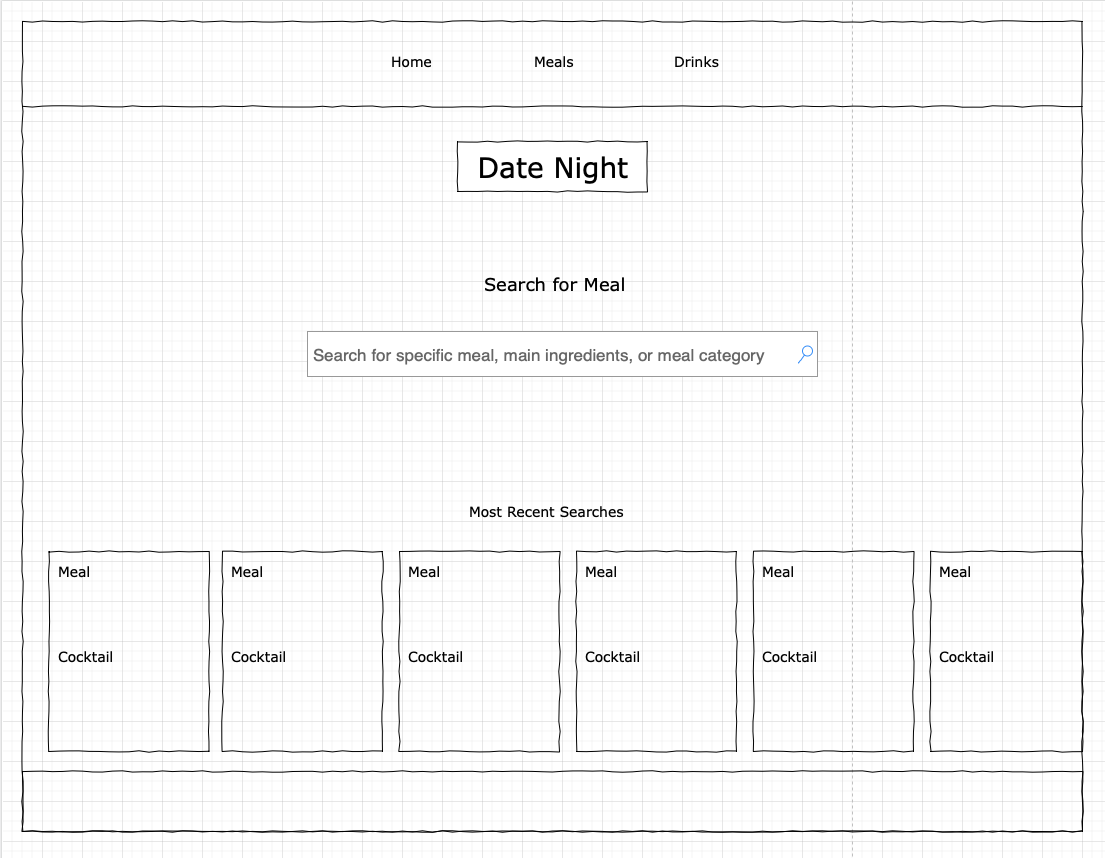 Home Meals Drinks
Date Night
Search for Meal
Search for specific meal, main ingredients, or meal category
Most Recent Searches
Meal Meal Meal Meal Meal Meal
Cocktail Cocktail Cocktail Cocktail Cocktail Cocktail